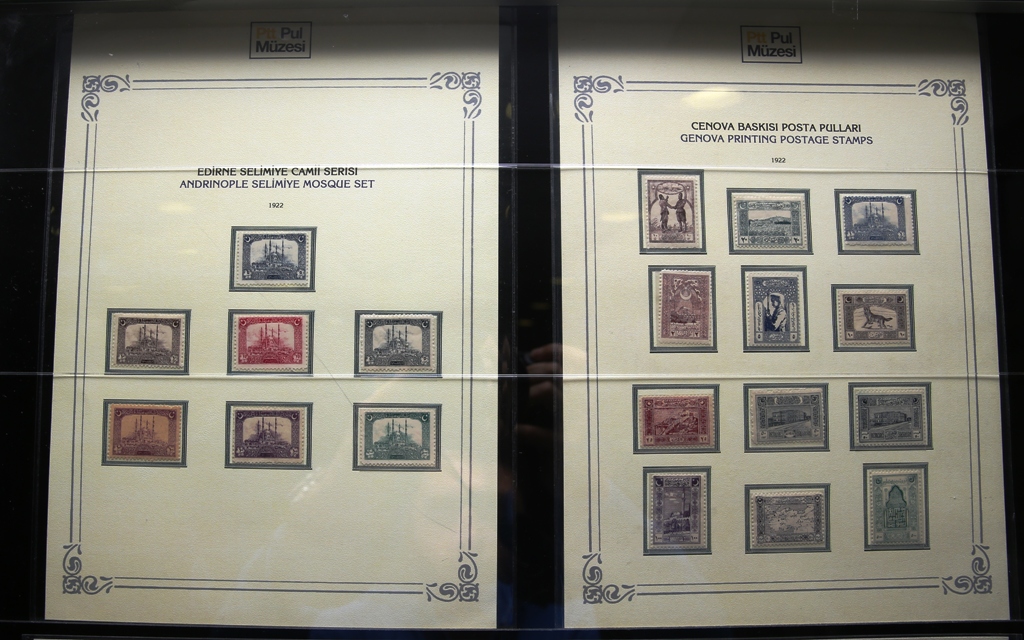 Ptt Pul
Müzesi
EDİRNE SELİMİYE CAMİİ SERİSİ
ANDRINOPLE SELIMIYE MOSQUE SET
1922
Ptt Pul
Müzesi
CENOVA BASKISI POSTA PULLARI
GENOVA PRINTING POSTAGE STAMPS
1922